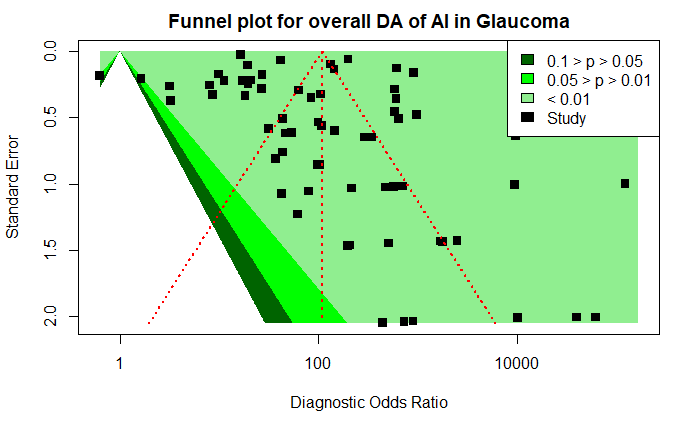 Funnel plot for overall DA of AI in Glaucoma
0.1 > p > 0.05
0.05 > p > 0.01
< 0.01
Study
Standard Error
0.0
0.5
1.0
1.5
2.0
1
100
10000
Diagnostic Odds Ratio